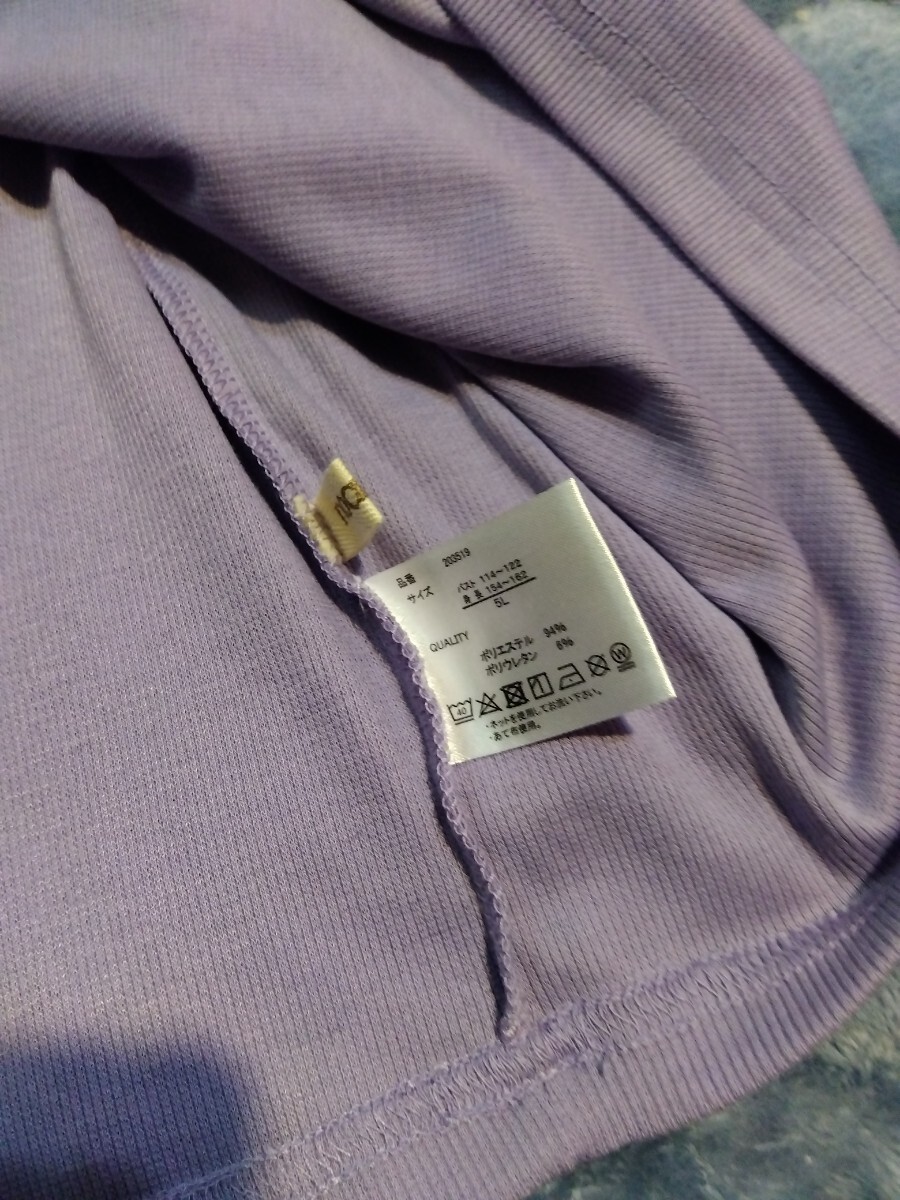 品番 203519
サイズ バスト 114~122
身長 154~162
5L
QUALITY
ポリエステル 94%
ポリウレタン 6%
40 W
・ネットを使用してお洗い下さい。
・あて布使用。